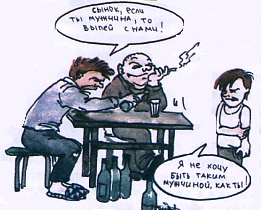 СЫНОК, ЕСЛИ
ТЫ МУЖЧИНА, ТО
ВЫПЕЙ С НАМИ!
Я НЕ ХОЧУ
БЫТЬ ТАКИМ
МУЖЧИНОЙ, КАК ТЫ!